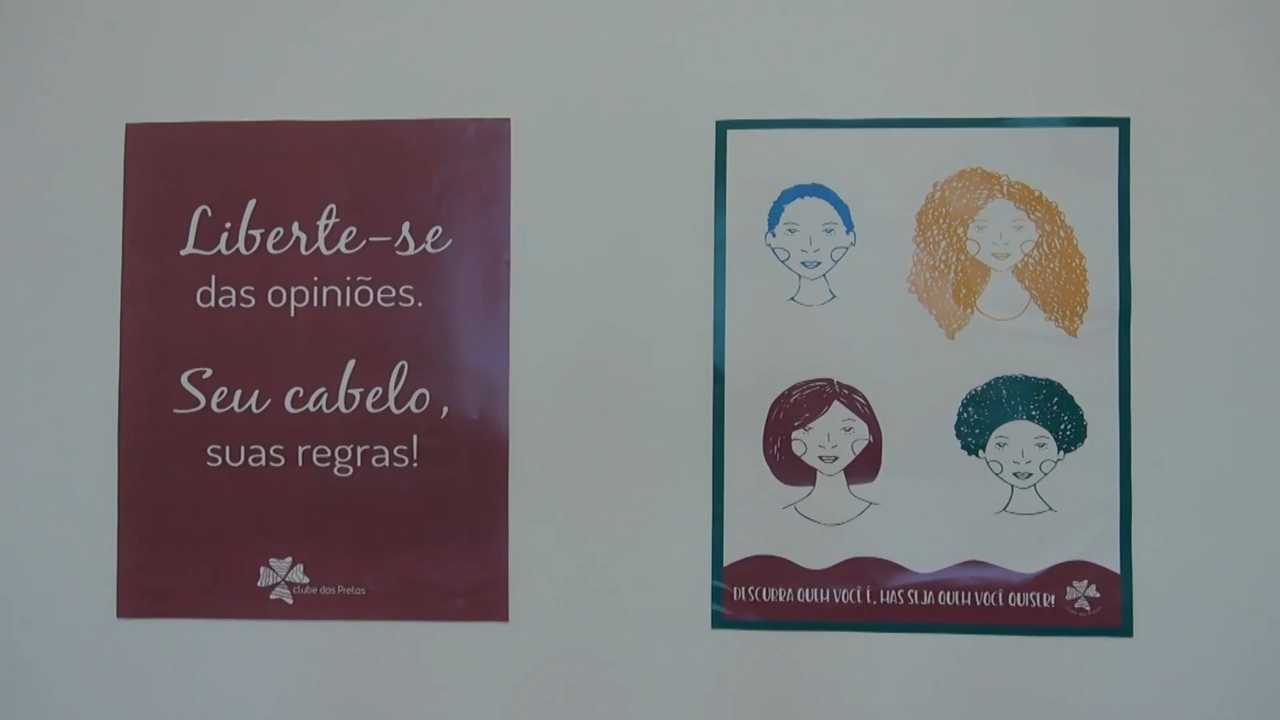 Liberte-se
das opiniões.
Seu cabelo,
suas regras!
clube das Pretas
DESCUBRA QUEM VOCÊ É, MAS SEJA QUEM VOCÊ QUISER!